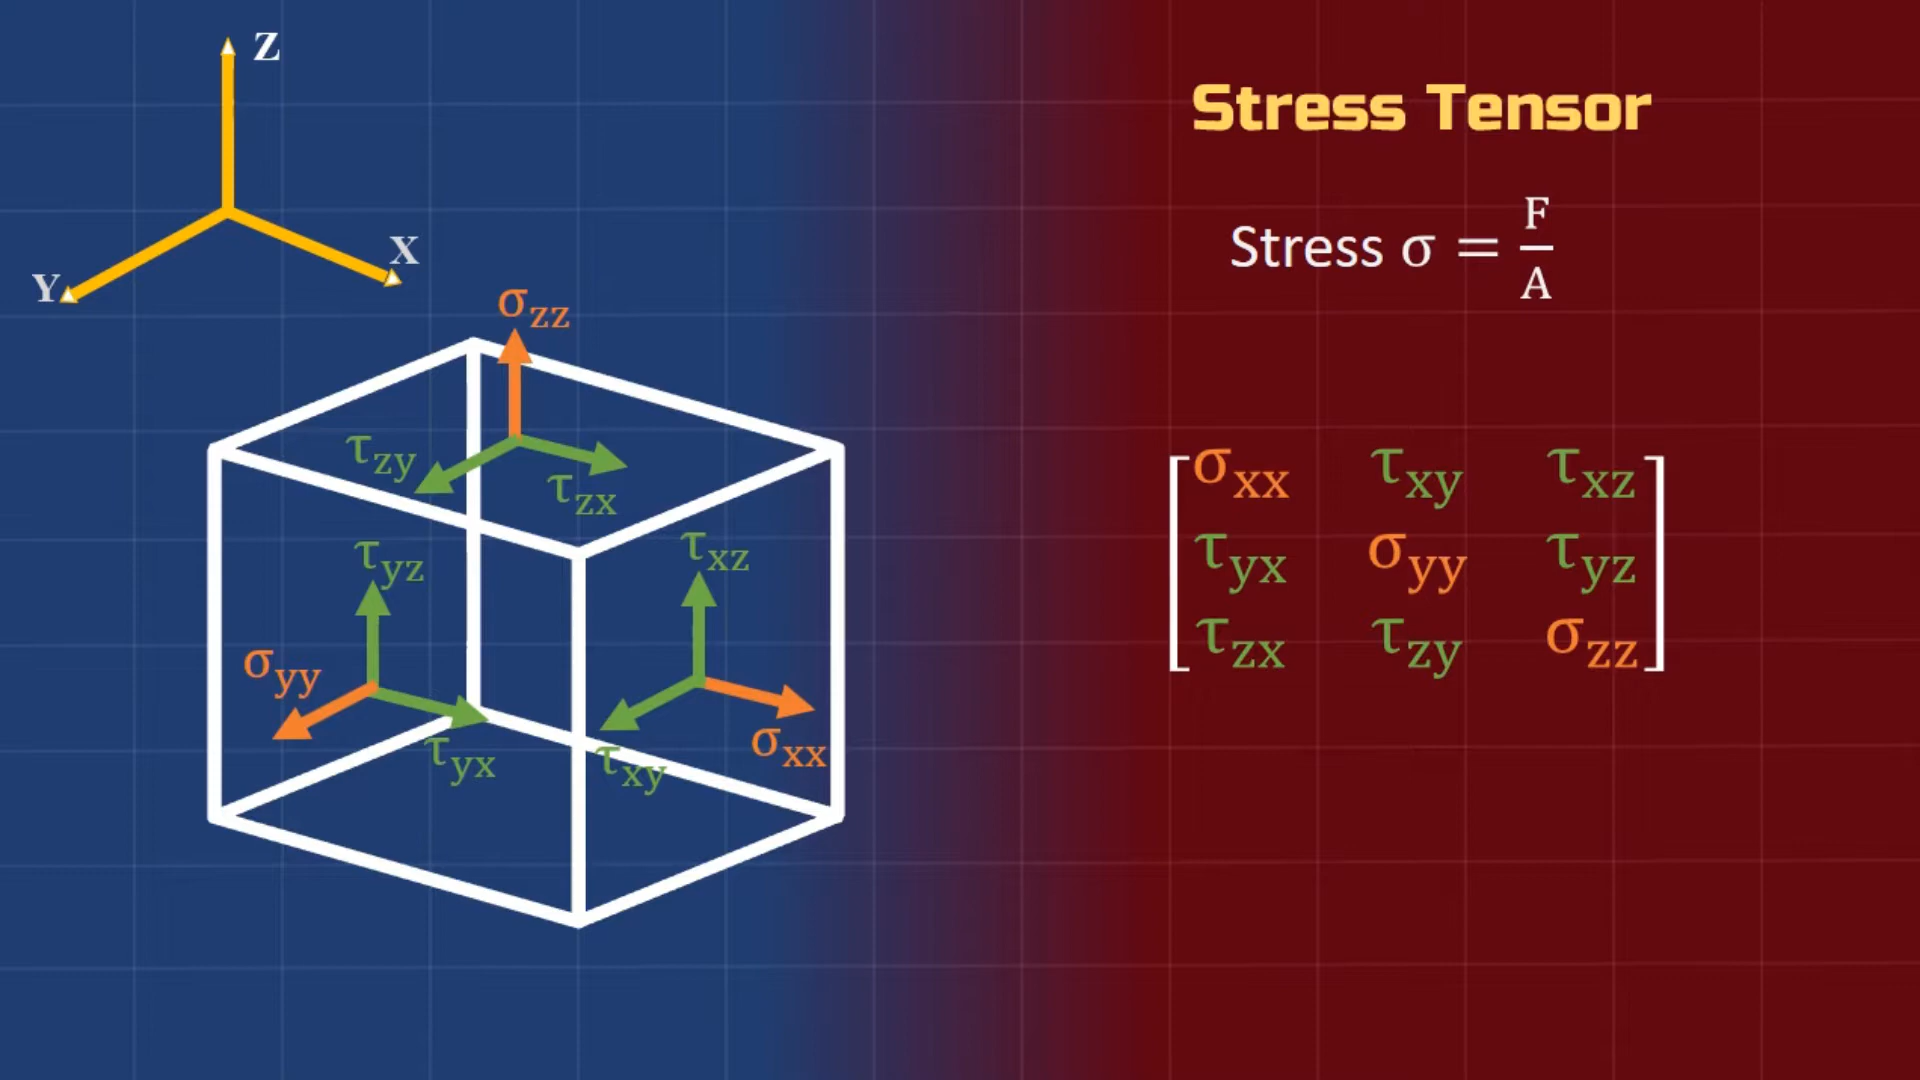 Z
X
Y
σzz
τzy
τzx
τyz
τxz
σyy
τyx
τxy
σxx
Stress Tensor
Stress σ = F/A
σxx τxy τxz
τyx σyy τyz
τzx τzy σzz